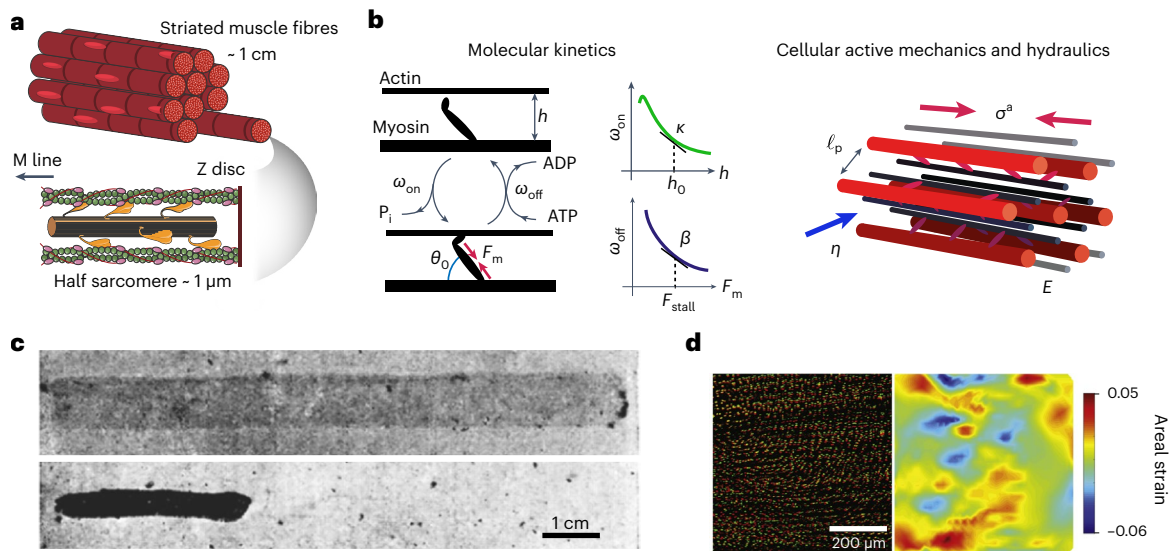 a
Striated muscle fibres
~ 1 cm
M line
Z disc
Half sarcomere ~ 1 μm
b
Molecular kinetics
Actin
Myosin
h
ω_on
ω_off
ADP
P_i
ATP
θ_0
F_m
ω_on
κ
h_0
h
ω_off
β
F_stall
F_m
Cellular active mechanics and hydraulics
σ^a
ℓ_p
η
E
c
1 cm
d
200 μm
0.05
Areal strain
–0.06